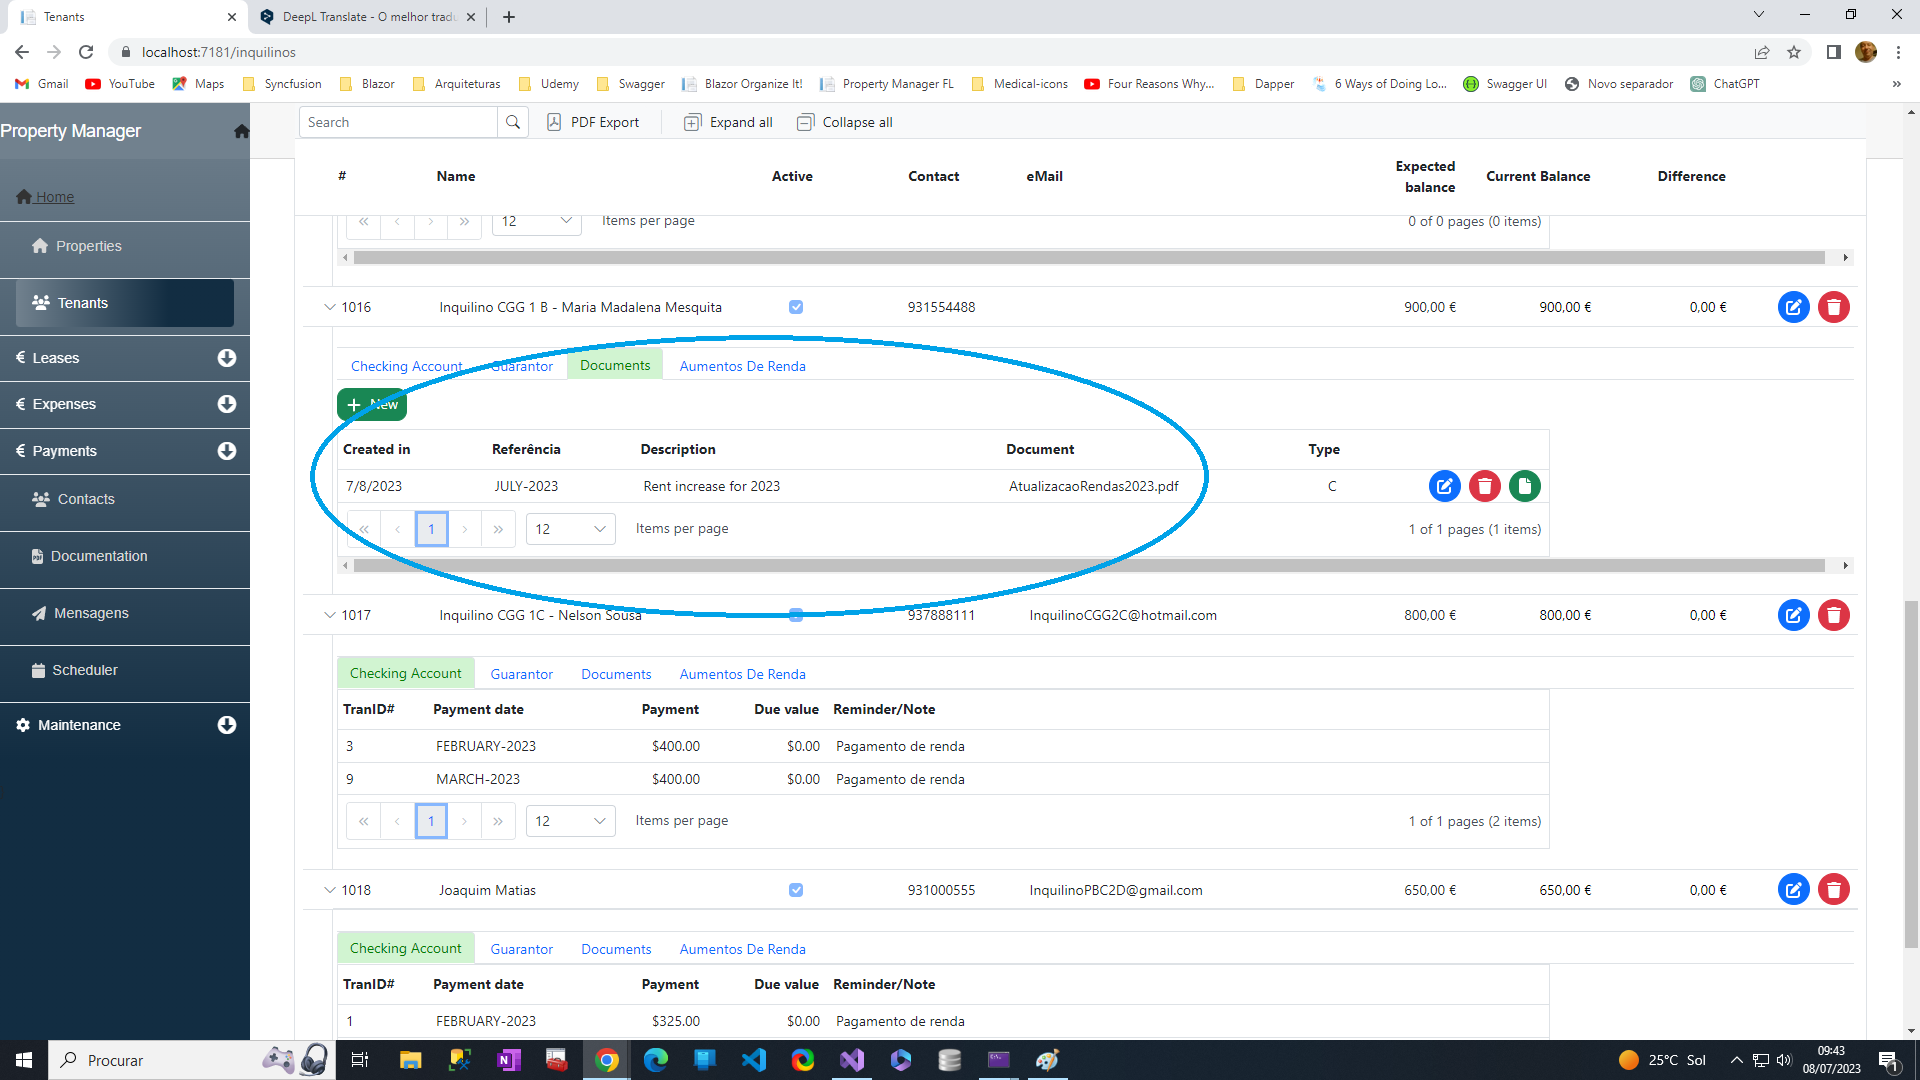 Tenants
DeepL Translate - O melhor tradu
localhost:7181/inquilinos
Gmail YouTube Maps Syncfusion Blazor Arquiteturas Udemy Swagger Blazor Organize It! Property Manager FL Medical-icons Four Reasons Why... Dapper 6 Ways of Doing Lo... Swagger UI Novo separador ChatGPT »
Property Manager
Home
Properties
Tenants
€ Leases
€ Expenses
€ Payments
Contacts
Documentation
Mensagens
Scheduler
Maintenance
Search PDF Export Expand all Collapse all
# Name Active Contact eMail Expected balance Current Balance Difference
12 Items per page 0 of 0 pages (0 items)
1016 Inquilino CGG 1 B - Maria Madalena Mesquita 931554488 900,00 € 900,00 € 0,00 €
Checking Account Guarantor Documents Aumentos De Renda
+ New
Created in Referência Description Document Type
7/8/2023 JULY-2023 Rent increase for 2023 AtualizacaoRendas2023.pdf C
1 12 Items per page 1 of 1 pages (1 items)
1017 Inquilino CGG 1C - Nelson Sousa 937888111 InquilinoCGG2C@hotmail.com 800,00 € 800,00 € 0,00 €
Checking Account Guarantor Documents Aumentos De Renda
TranID# Payment date Payment Due value Reminder/Note
3 FEBRUARY-2023 $400.00 $0.00 Pagamento de renda
9 MARCH-2023 $400.00 $0.00 Pagamento de renda
1 12 Items per page 1 of 1 pages (2 items)
1018 Joaquim Matias 931000555 InquilinoPBC2D@gmail.com 650,00 € 650,00 € 0,00 €
Checking Account Guarantor Documents Aumentos De Renda
TranID# Payment date Payment Due value Reminder/Note
1 FEBRUARY-2023 $325.00 $0.00 Pagamento de renda
Procurar
25°C Sol
09:43
08/07/2023
1